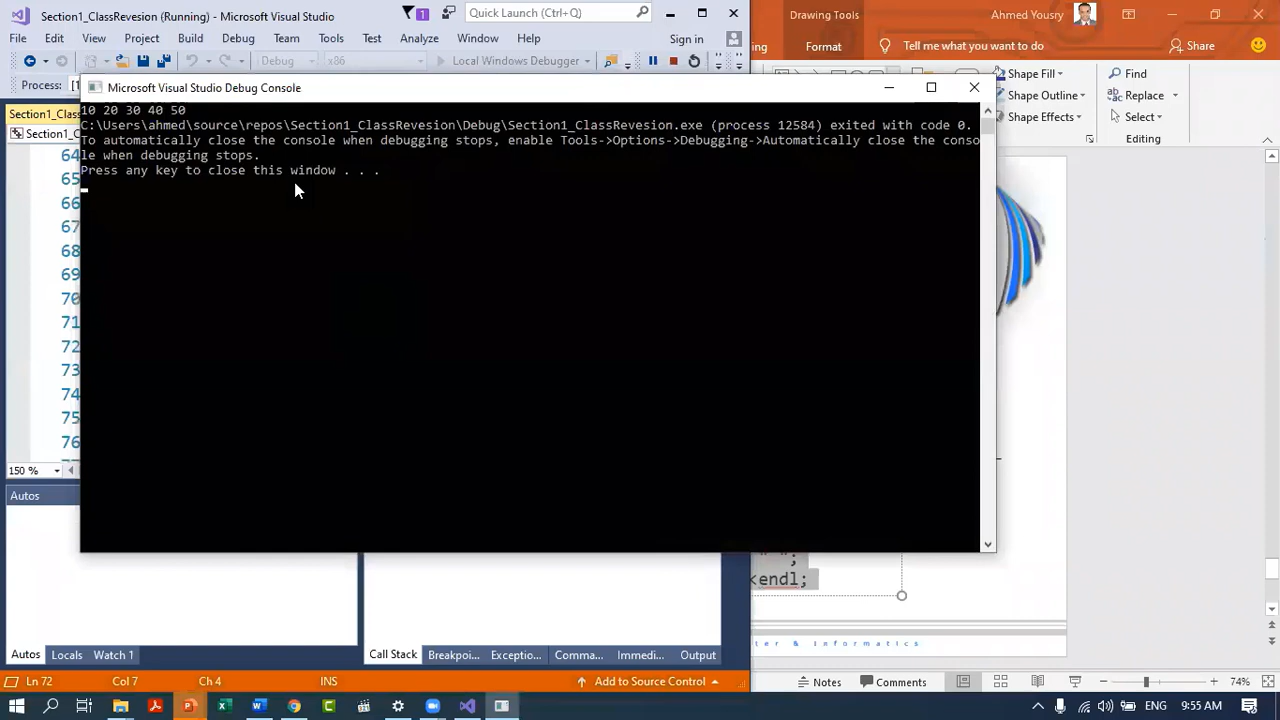 Section1_ClassRevesion (Running) - Microsoft Visual Studio
1
Quick Launch (Ctrl+Q)
File Edit View Project Build Debug Team Tools Test Analyze Window Help
Sign in
Debug
x86
Local Windows Debugger
Process:
Microsoft Visual Studio Debug Console
10 20 30 40 50
C:\Users\ahmed\source\repos\Section1_ClassRevesion\Debug\Section1_ClassRevesion.exe (process 12584) exited with code 0.
To automatically close the console when debugging stops, enable Tools->Options->Debugging->Automatically close the conso
le when debugging stops.
Press any key to close this window . . .
64
65
66
67
68
69
70
71
72
73
74
75
76
150 %
Autos
Autos Locals Watch 1
Call Stack Breakpoi... Exceptio... Comma... Immedi... Output
Ln 72 Col 7 Ch 4 INS
Add to Source Control
Drawing Tools
Ahmed Yousry
Format
Tell me what you want to do
Share
Shape Fill
Shape Outline
Shape Effects
Find
Replace
Select
" ";
<endl;
ter & Informatics
Notes Comments
74%
ENG 9:55 AM